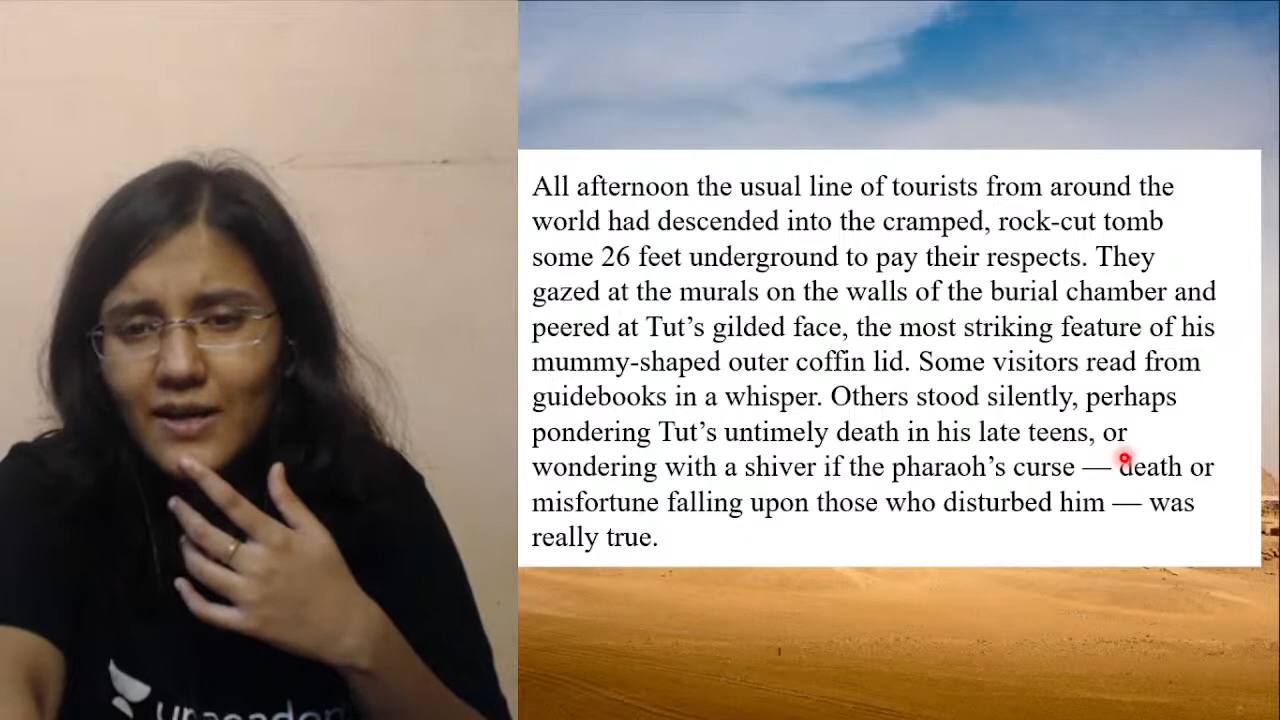 All afternoon the usual line of tourists from around the
world had descended into the cramped, rock-cut tomb
some 26 feet underground to pay their respects. They
gazed at the murals on the walls of the burial chamber and
peered at Tut’s gilded face, the most striking feature of his
mummy-shaped outer coffin lid. Some visitors read from
guidebooks in a whisper. Others stood silently, perhaps
pondering Tut’s untimely death in his late teens, or
wondering with a shiver if the pharaoh’s curse — death or
misfortune falling upon those who disturbed him — was
really true.